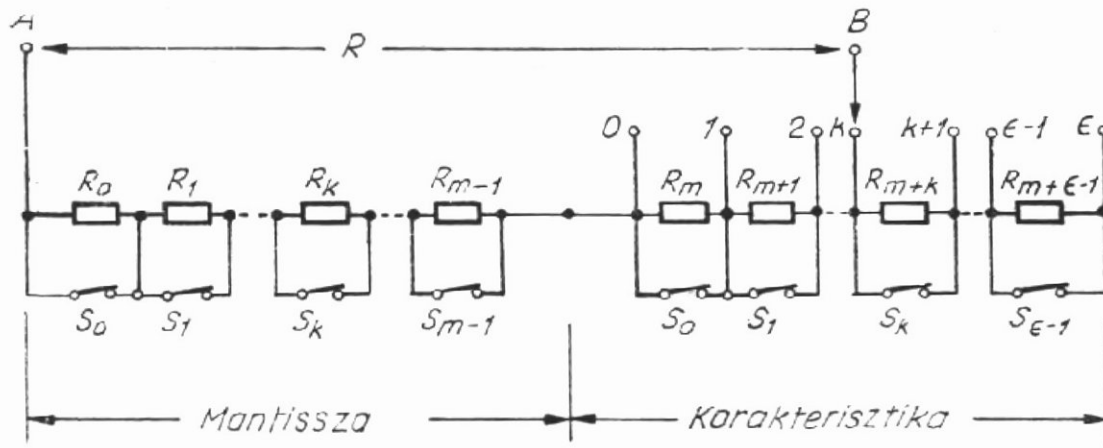 A R B
0 1 2 k k+1 ϵ-1 ϵ
R₀ R₁ Rₖ Rₘ₋₁ Rₘ Rₘ₊₁ Rₘ₊ₖ Rₘ₊ϵ₋₁
S₀ S₁ Sₖ Sₘ₋₁ S₀ S₁ Sₖ Sϵ₋₁
Mantissza Karakterisztika